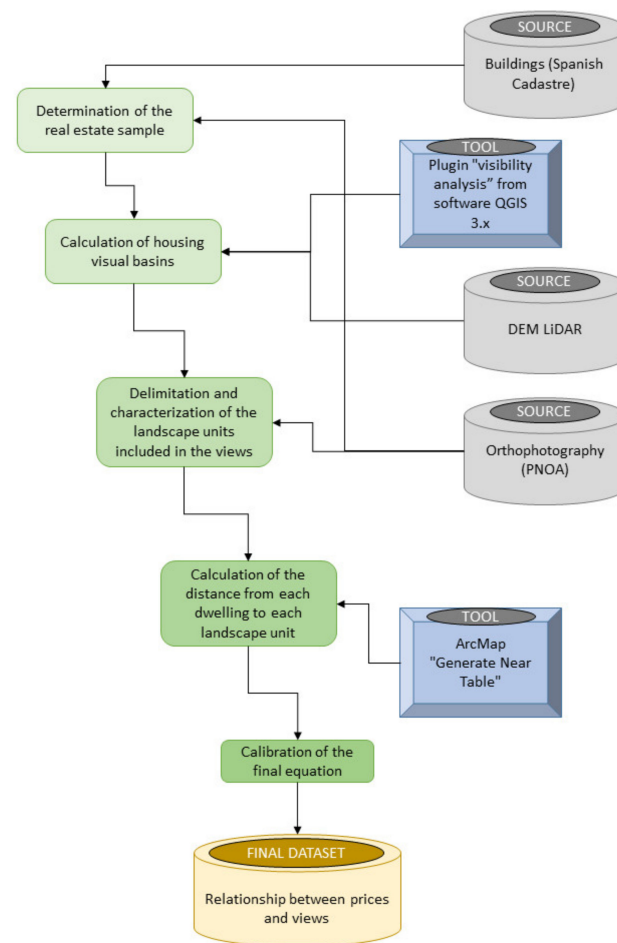 SOURCE
Buildings (Spanish
Cadastre)
Determination of the
real estate sample
TOOL
Plugin "visibility
analysis” from
software QGIS
3.x
Calculation of housing
visual basins
SOURCE
DEM LiDAR
Delimitation and
characterization of the
landscape units
included in the views
SOURCE
Orthophotography
(PNOA)
Calculation of the
distance from each
dwelling to each
landscape unit
TOOL
ArcMap
"Generate Near
Table"
Calibration of the
final equation
FINAL DATASET
Relationship between prices
and views